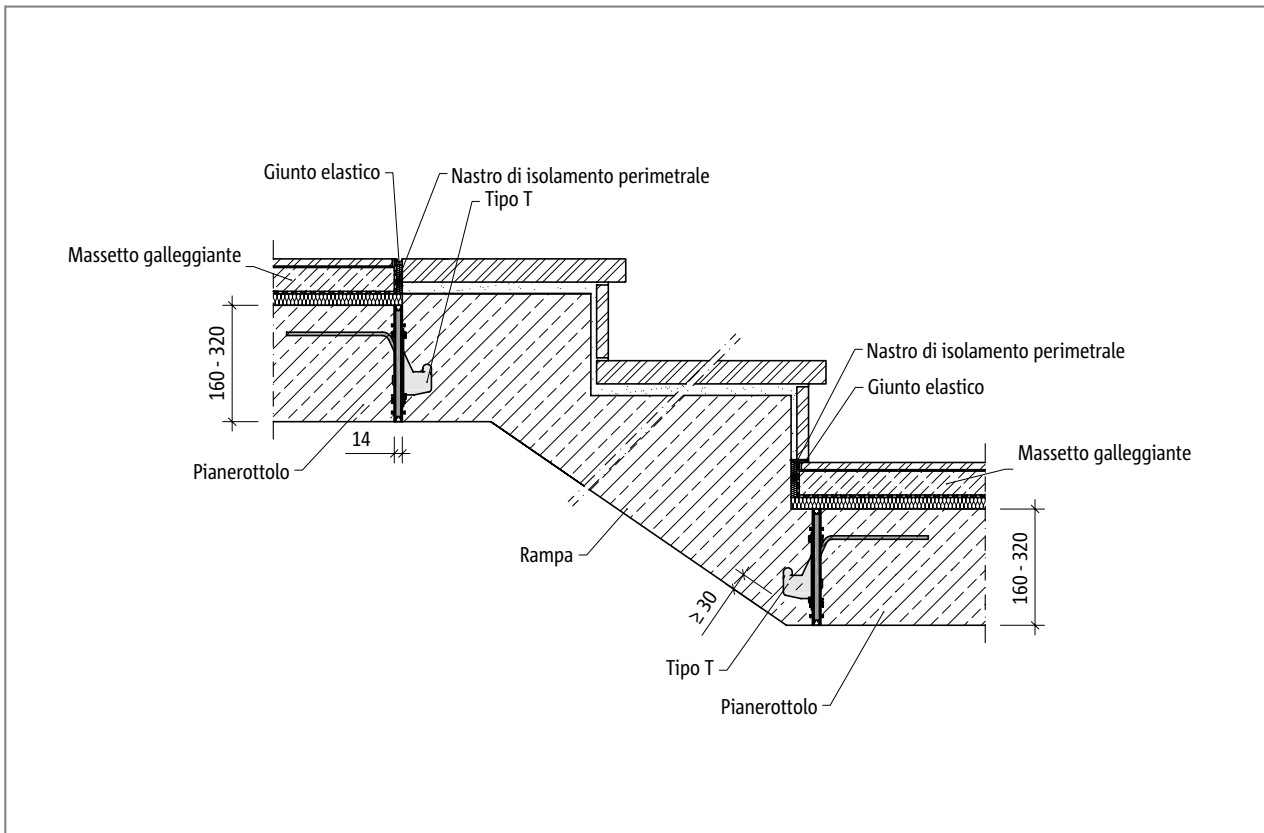 Giunto elastico
Nastro di isolamento perimetrale
Tipo T
Massetto galleggiante
160 - 320
14
Pianerottolo
Nastro di isolamento perimetrale
Giunto elastico
Massetto galleggiante
Rampa
≥ 30
160 - 320
Tipo T
Pianerottolo